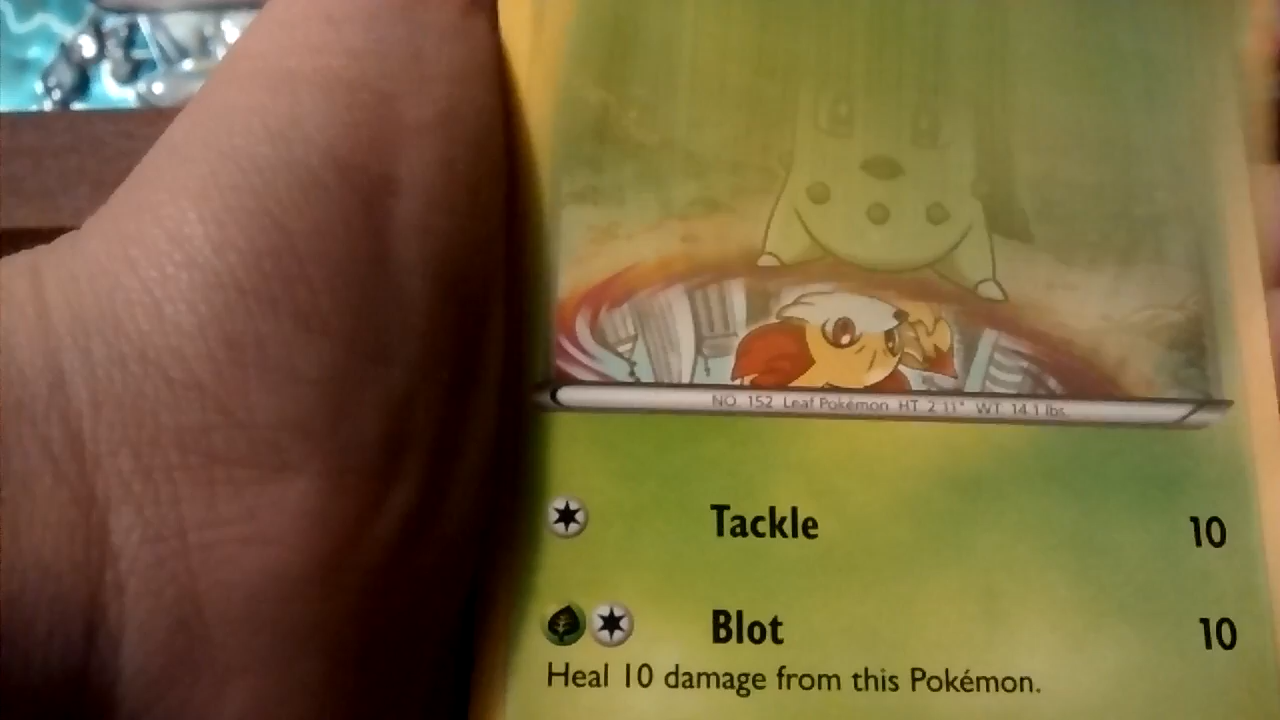 NO. 152 Leaf Pokémon HT 2'11" WT 14.1 lbs.
Tackle 10
Blot 10
Heal 10 damage from this Pokémon.